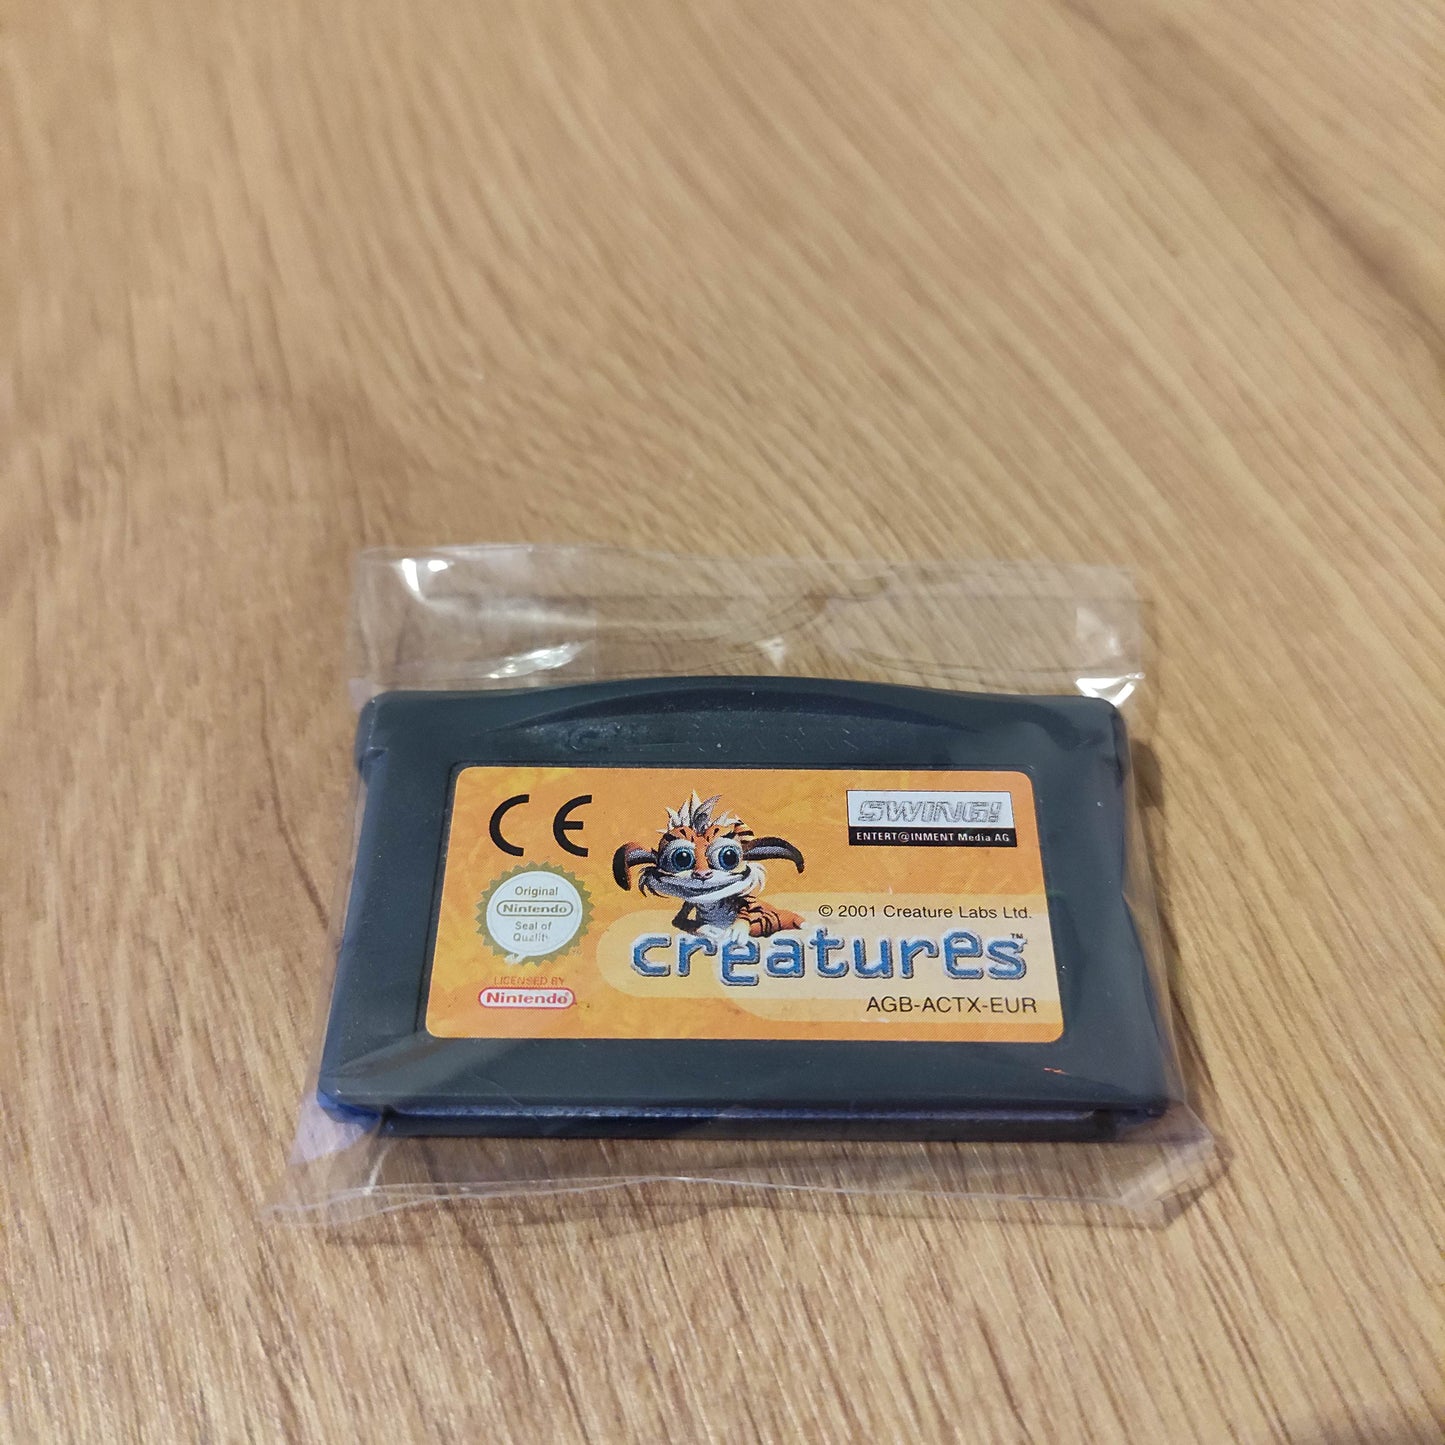 CE
SWING!
ENTERT@INMENT Media AG
Original
Nintendo
Seal of
Quality
© 2001 Creature Labs Ltd.
creatures™
LICENSED BY
Nintendo®
AGB-ACTX-EUR